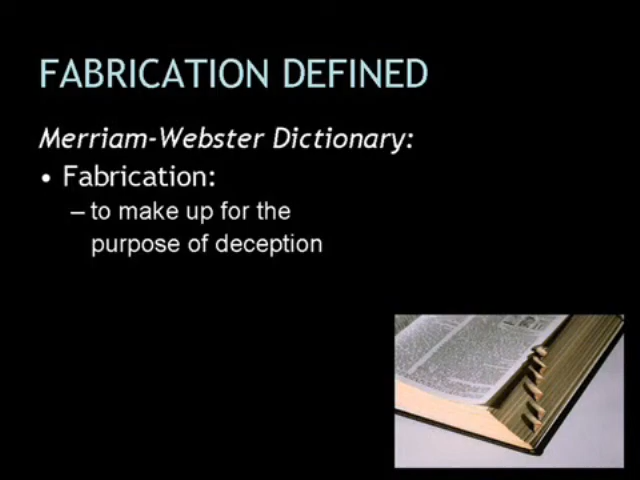 FABRICATION DEFINED
Merriam-Webster Dictionary:
• Fabrication:
– to make up for the
purpose of deception